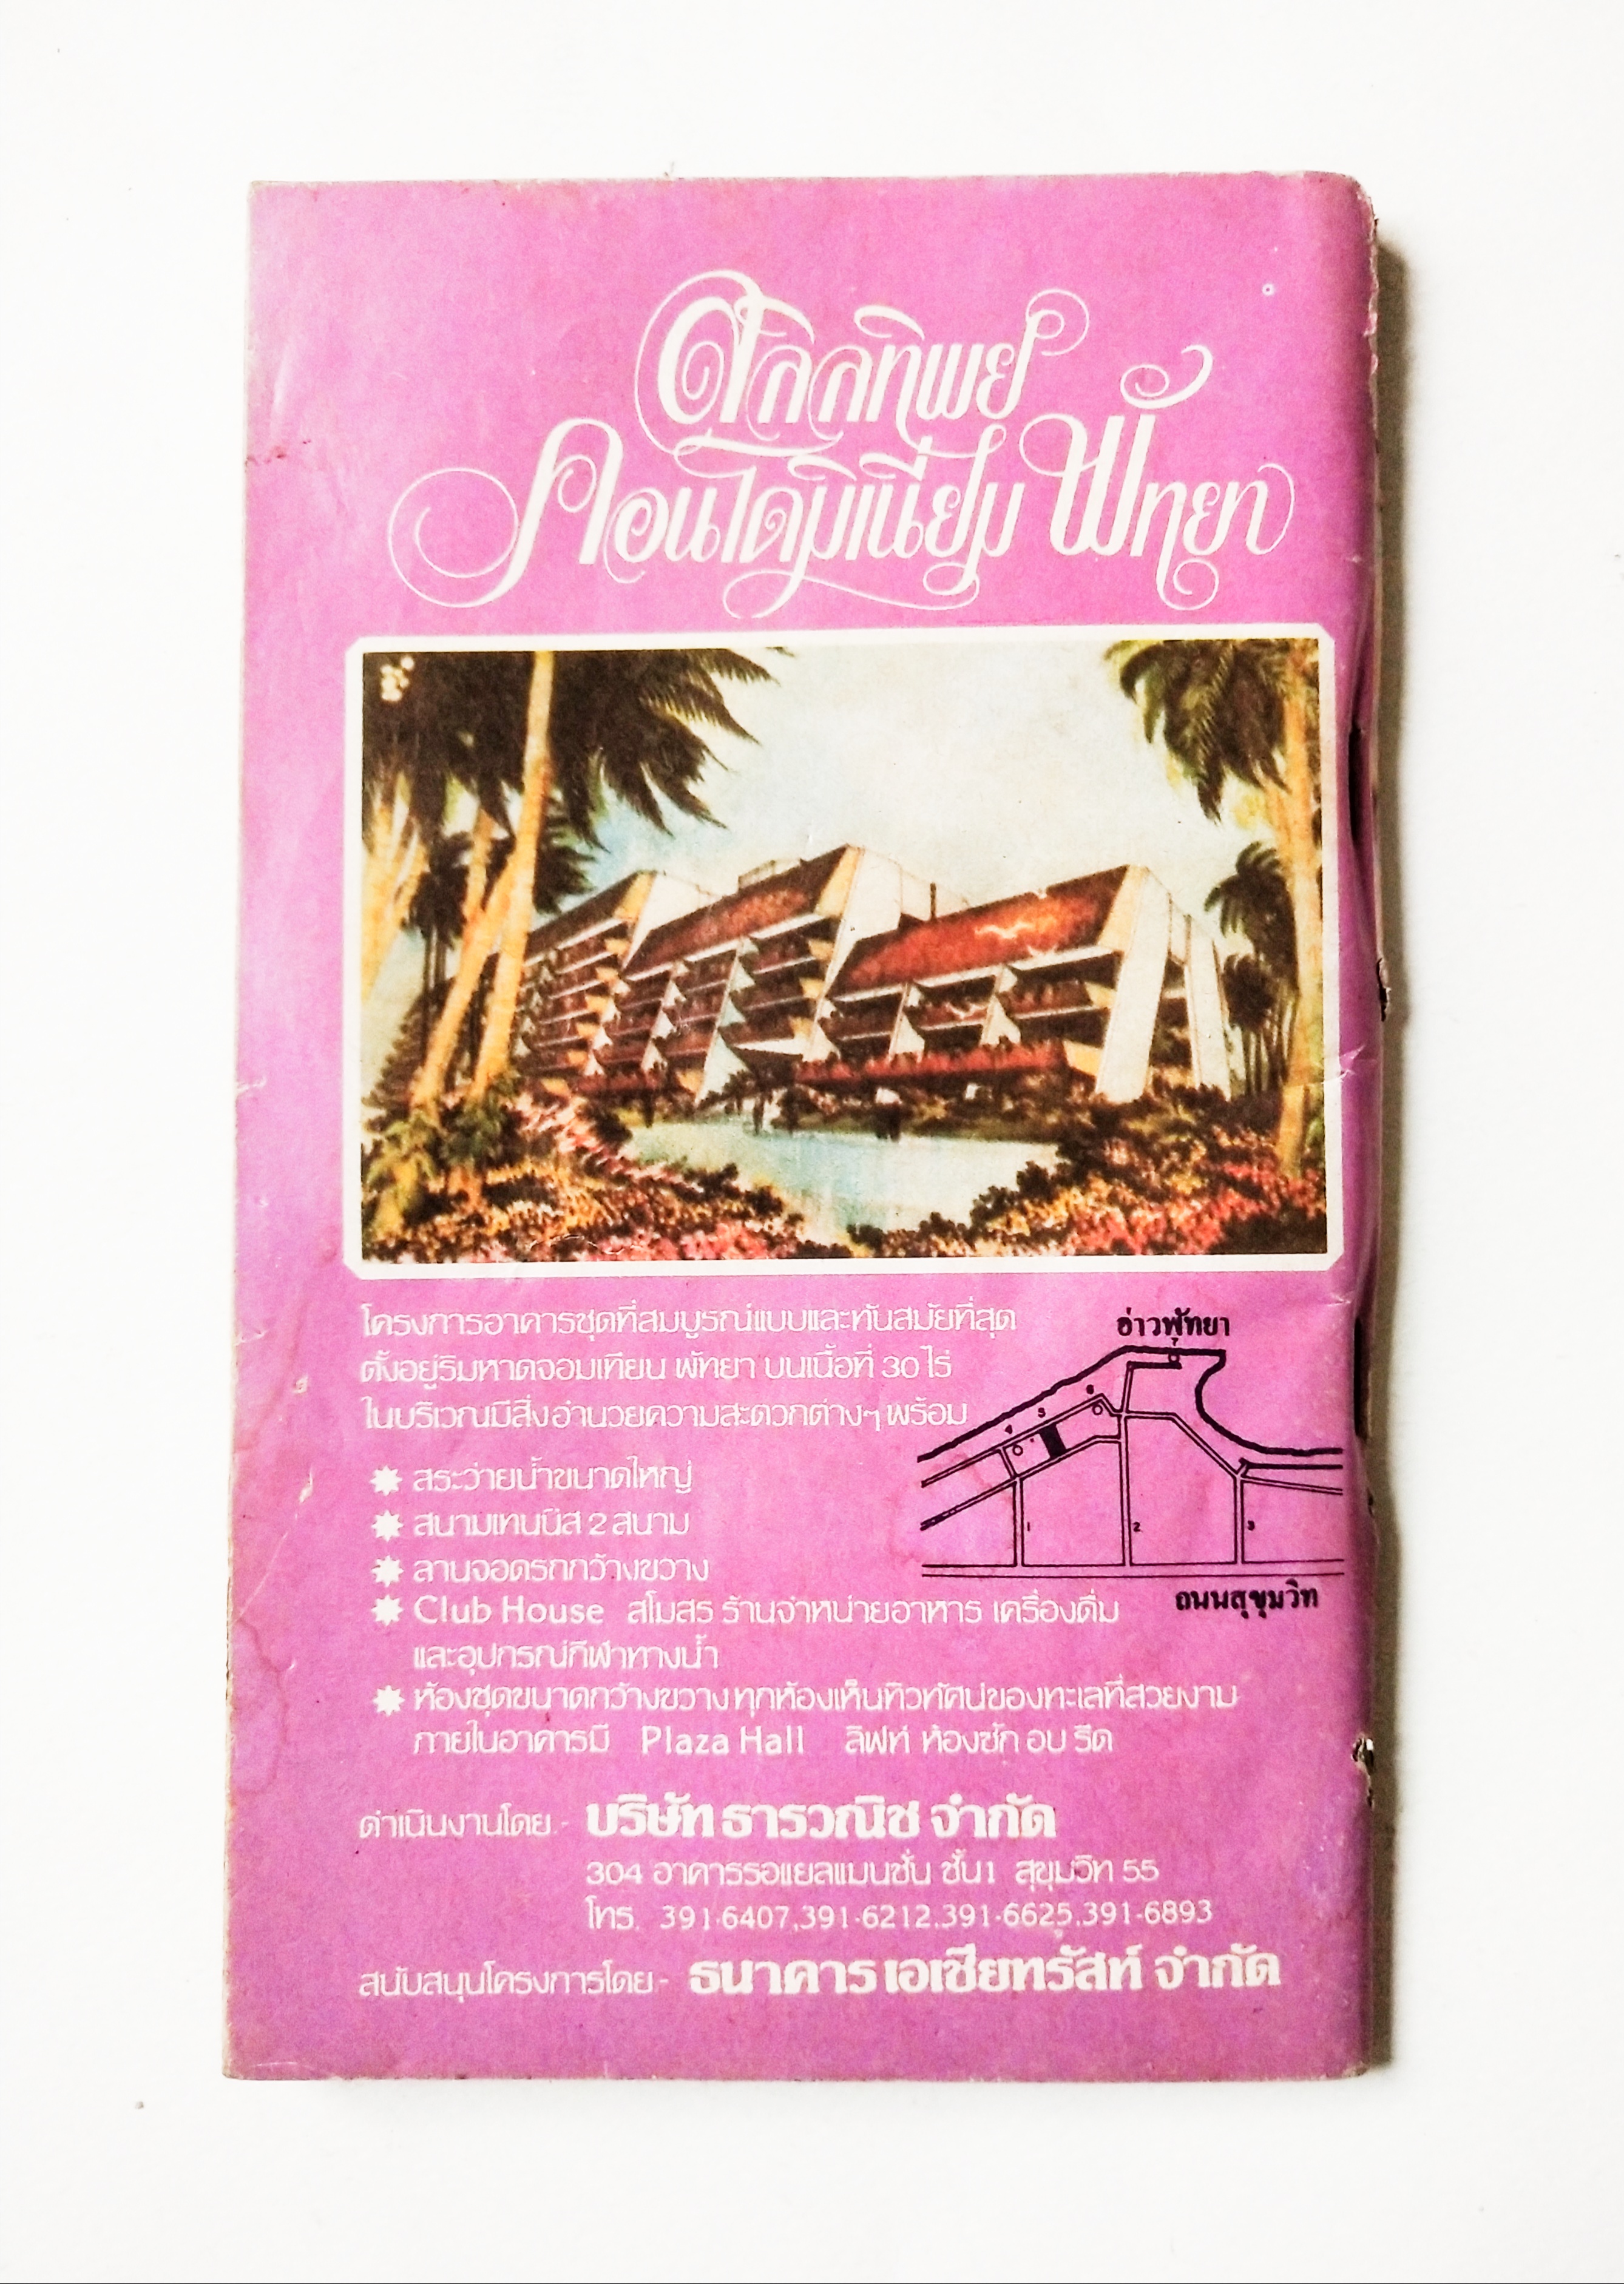 คอนโดมิเนี่ยม พัทยา
โครงการอาคารชุดที่สมบูรณ์แบบและทันสมัยที่สุด
ตั้งอยู่ริมหาดจอมเทียน พัทยา บนเนื้อที่ 30 ไร่
ในบริเวณมีสิ่งอำนวยความสะดวกต่างๆ พร้อม
อ่าวพัทยา
1 2 3
ถนนสุขุมวิท
สระว่ายน้ำขนาดใหญ่
สนามเทนนิส 2 สนาม
ลานจอดรถกว้างขวาง
Club House สโมสร ร้านจำหน่ายอาหาร เครื่องดื่ม
และอุปกรณ์กีฬาทางน้ำ
ห้องชุดขนาดกว้างขวาง ทุกห้องเห็นทิวทัศน์ของทะเลที่สวยงาม
ภายในอาคารมี Plaza Hall ลิฟท์ ห้องซัก อบ รีด
ดำเนินงานโดย.- บริษัท ธารวณิช จำกัด
304 อาคารรอแยลแมนชั่น ชั้น 1 สุขุมวิท 55
โทร. 391-6407, 391-6212, 391-6625, 391-6893
สนับสนุนโครงการโดย- ธนาคาร เอเซียทรัสท์ จำกัด